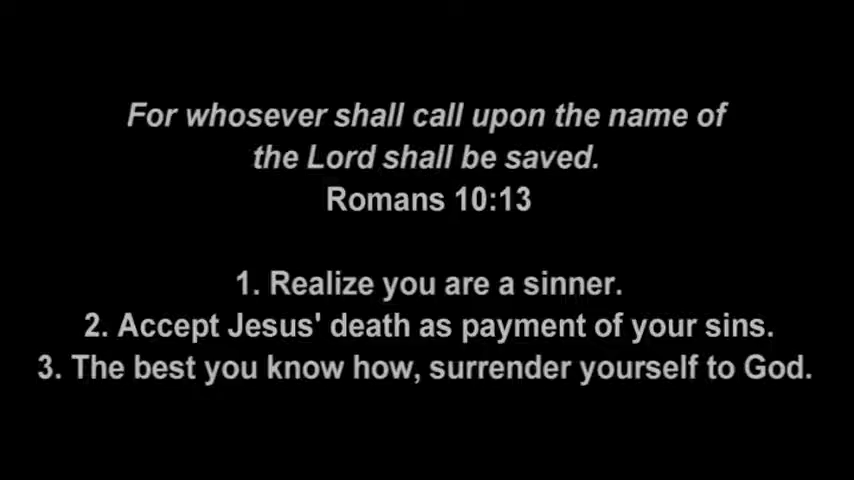 For whosever shall call upon the name of
the Lord shall be saved.
Romans 10:13
1. Realize you are a sinner.
2. Accept Jesus' death as payment of your sins.
3. The best you know how, surrender yourself to God.